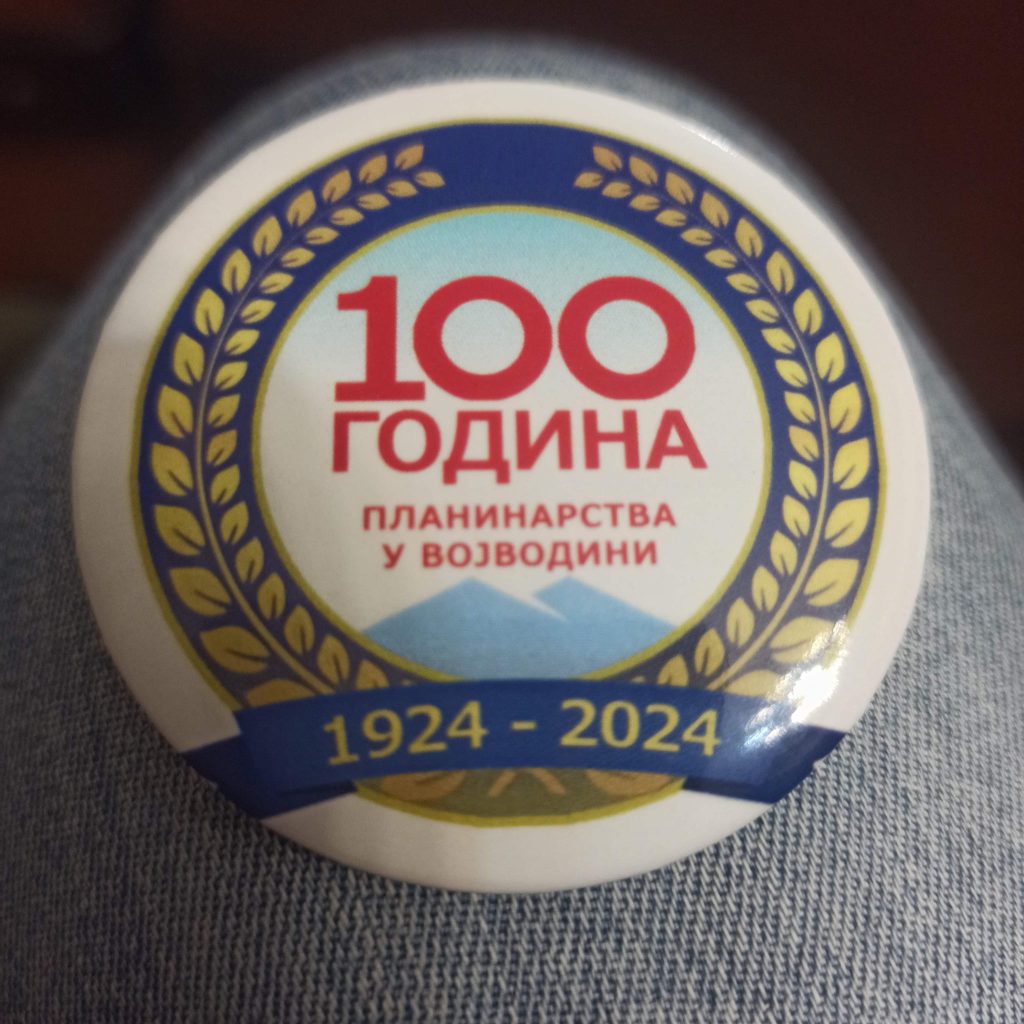 100
ГОДИНА
ПЛАНИНАРСТВА
У ВОЈВОДИНИ
1924 - 2024